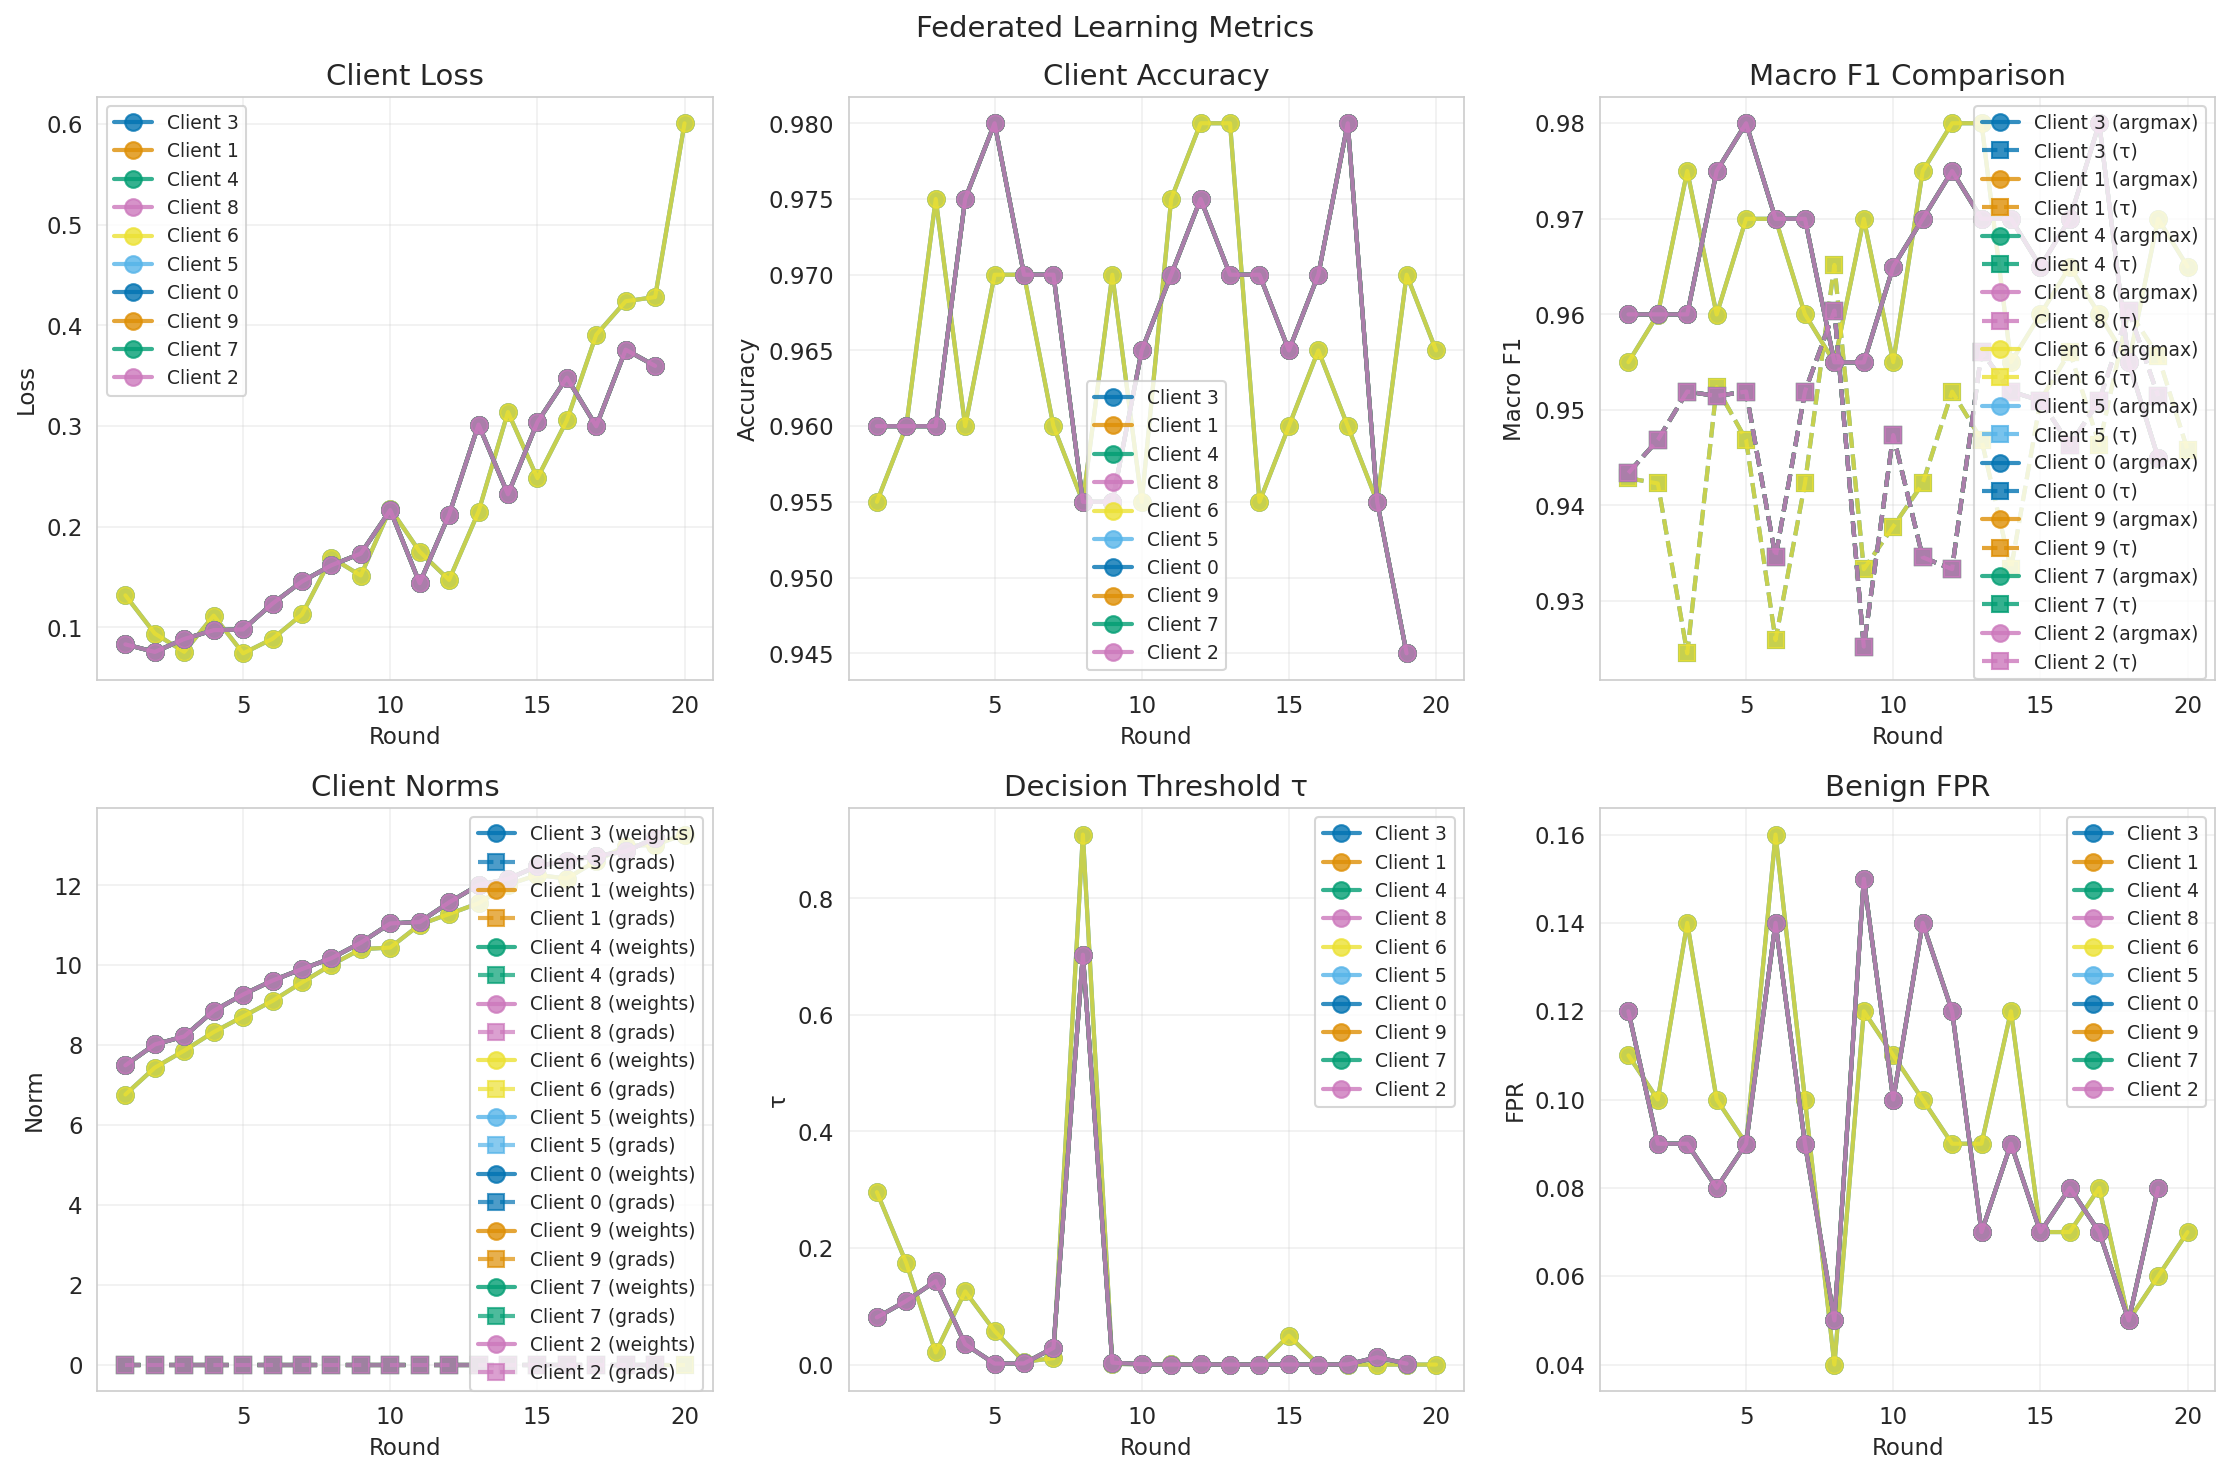 Federated Learning Metrics
Client Loss
Loss
0.6
0.5
0.4
0.3
0.2
0.1
5
10
15
20
Round
Client 3
Client 1
Client 4
Client 8
Client 6
Client 5
Client 0
Client 9
Client 7
Client 2
Client Accuracy
Accuracy
0.980
0.975
0.970
0.965
0.960
0.955
0.950
0.945
5
10
15
20
Round
Client 3
Client 1
Client 4
Client 8
Client 6
Client 5
Client 0
Client 9
Client 7
Client 2
Macro F1 Comparison
Macro F1
0.98
0.97
0.96
0.95
0.94
0.93
5
10
15
20
Round
Client 3 (argmax)
Client 3 (τ)
Client 1 (argmax)
Client 1 (τ)
Client 4 (argmax)
Client 4 (τ)
Client 8 (argmax)
Client 8 (τ)
Client 6 (argmax)
Client 6 (τ)
Client 5 (argmax)
Client 5 (τ)
Client 0 (argmax)
Client 0 (τ)
Client 9 (argmax)
Client 9 (τ)
Client 7 (argmax)
Client 7 (τ)
Client 2 (argmax)
Client 2 (τ)
Client Norms
Norm
12
10
8
6
4
2
0
5
10
15
20
Round
Client 3 (weights)
Client 3 (grads)
Client 1 (weights)
Client 1 (grads)
Client 4 (weights)
Client 4 (grads)
Client 8 (weights)
Client 8 (grads)
Client 6 (weights)
Client 6 (grads)
Client 5 (weights)
Client 5 (grads)
Client 0 (weights)
Client 0 (grads)
Client 9 (weights)
Client 9 (grads)
Client 7 (weights)
Client 7 (grads)
Client 2 (weights)
Client 2 (grads)
Decision Threshold τ
τ
0.8
0.6
0.4
0.2
0.0
5
10
15
20
Round
Client 3
Client 1
Client 4
Client 8
Client 6
Client 5
Client 0
Client 9
Client 7
Client 2
Benign FPR
FPR
0.16
0.14
0.12
0.10
0.08
0.06
0.04
5
10
15
20
Round
Client 3
Client 1
Client 4
Client 8
Client 6
Client 5
Client 0
Client 9
Client 7
Client 2